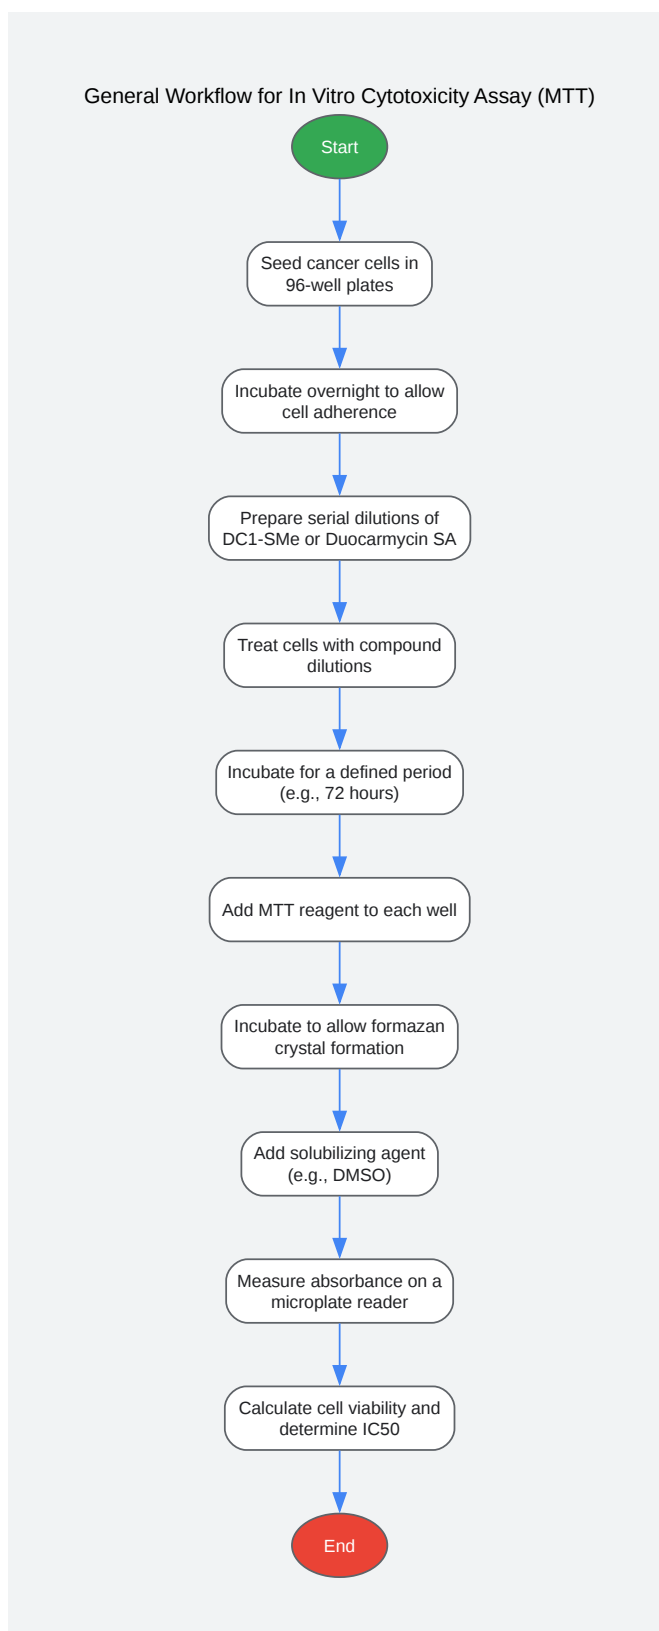 General Workflow for In Vitro Cytotoxicity Assay (MTT)
Start
Seed cancer cells in
96-well plates
Incubate overnight to allow
cell adherence
Prepare serial dilutions of
DC1-SMe or Duocarmycin SA
Treat cells with compound
dilutions
Incubate for a defined period
(e.g., 72 hours)
Add MTT reagent to each well
Incubate to allow formazan
crystal formation
Add solubilizing agent
(e.g., DMSO)
Measure absorbance on a
microplate reader
Calculate cell viability and
determine IC50
End